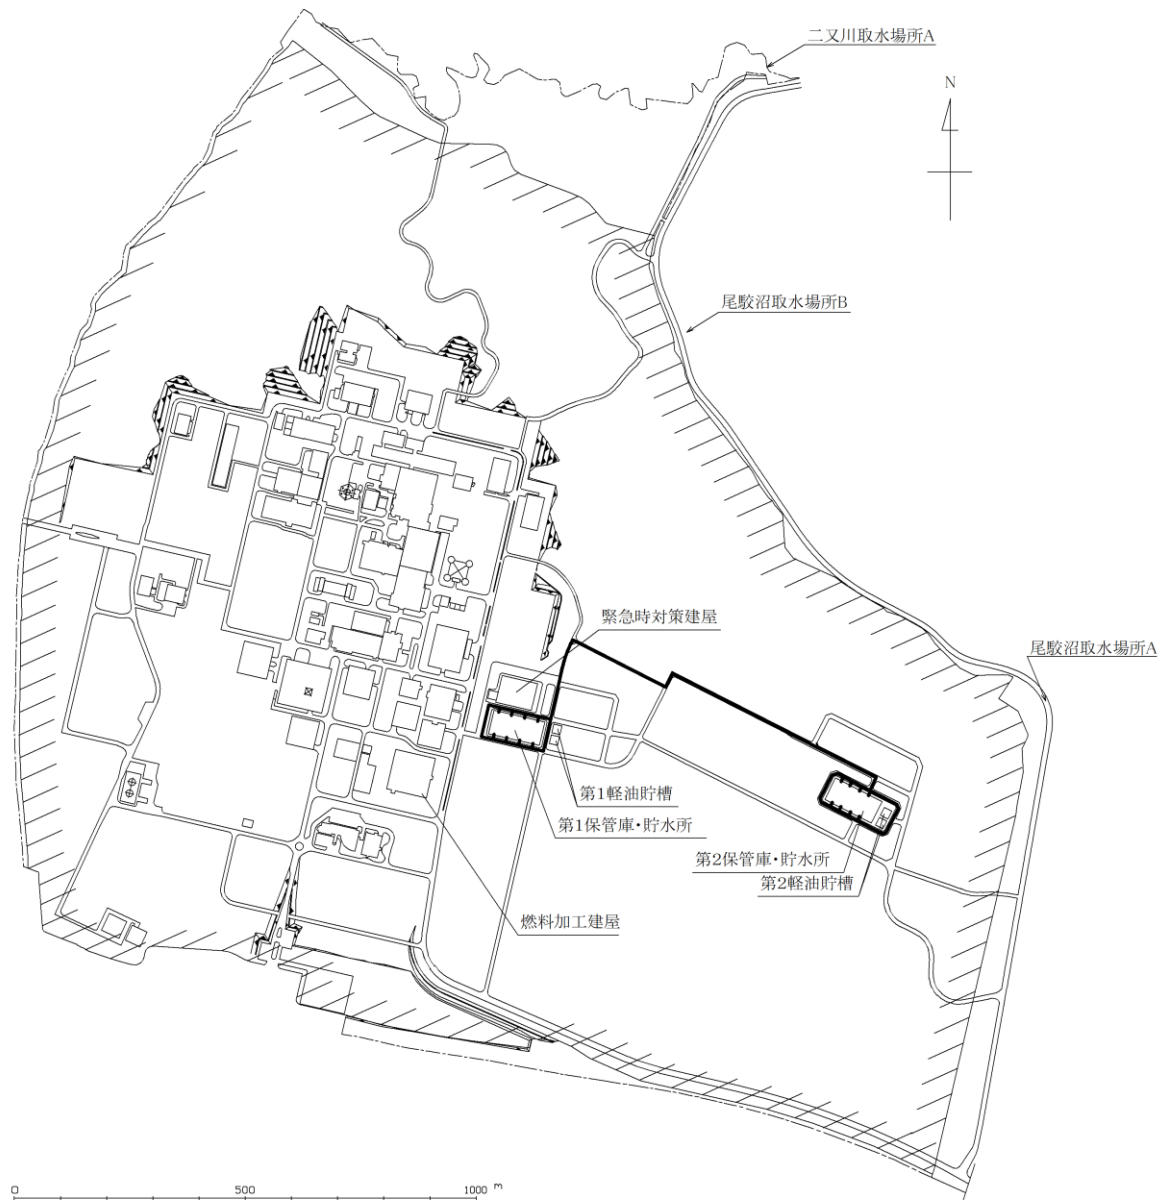 二又川取水場所A
N
尾駮沼取水場所B
緊急時対策建屋
尾駮沼取水場所A
第1軽油貯槽
第1保管庫・貯水所
第2保管庫・貯水所
第2軽油貯槽
燃料加工建屋
0 500 1000 m